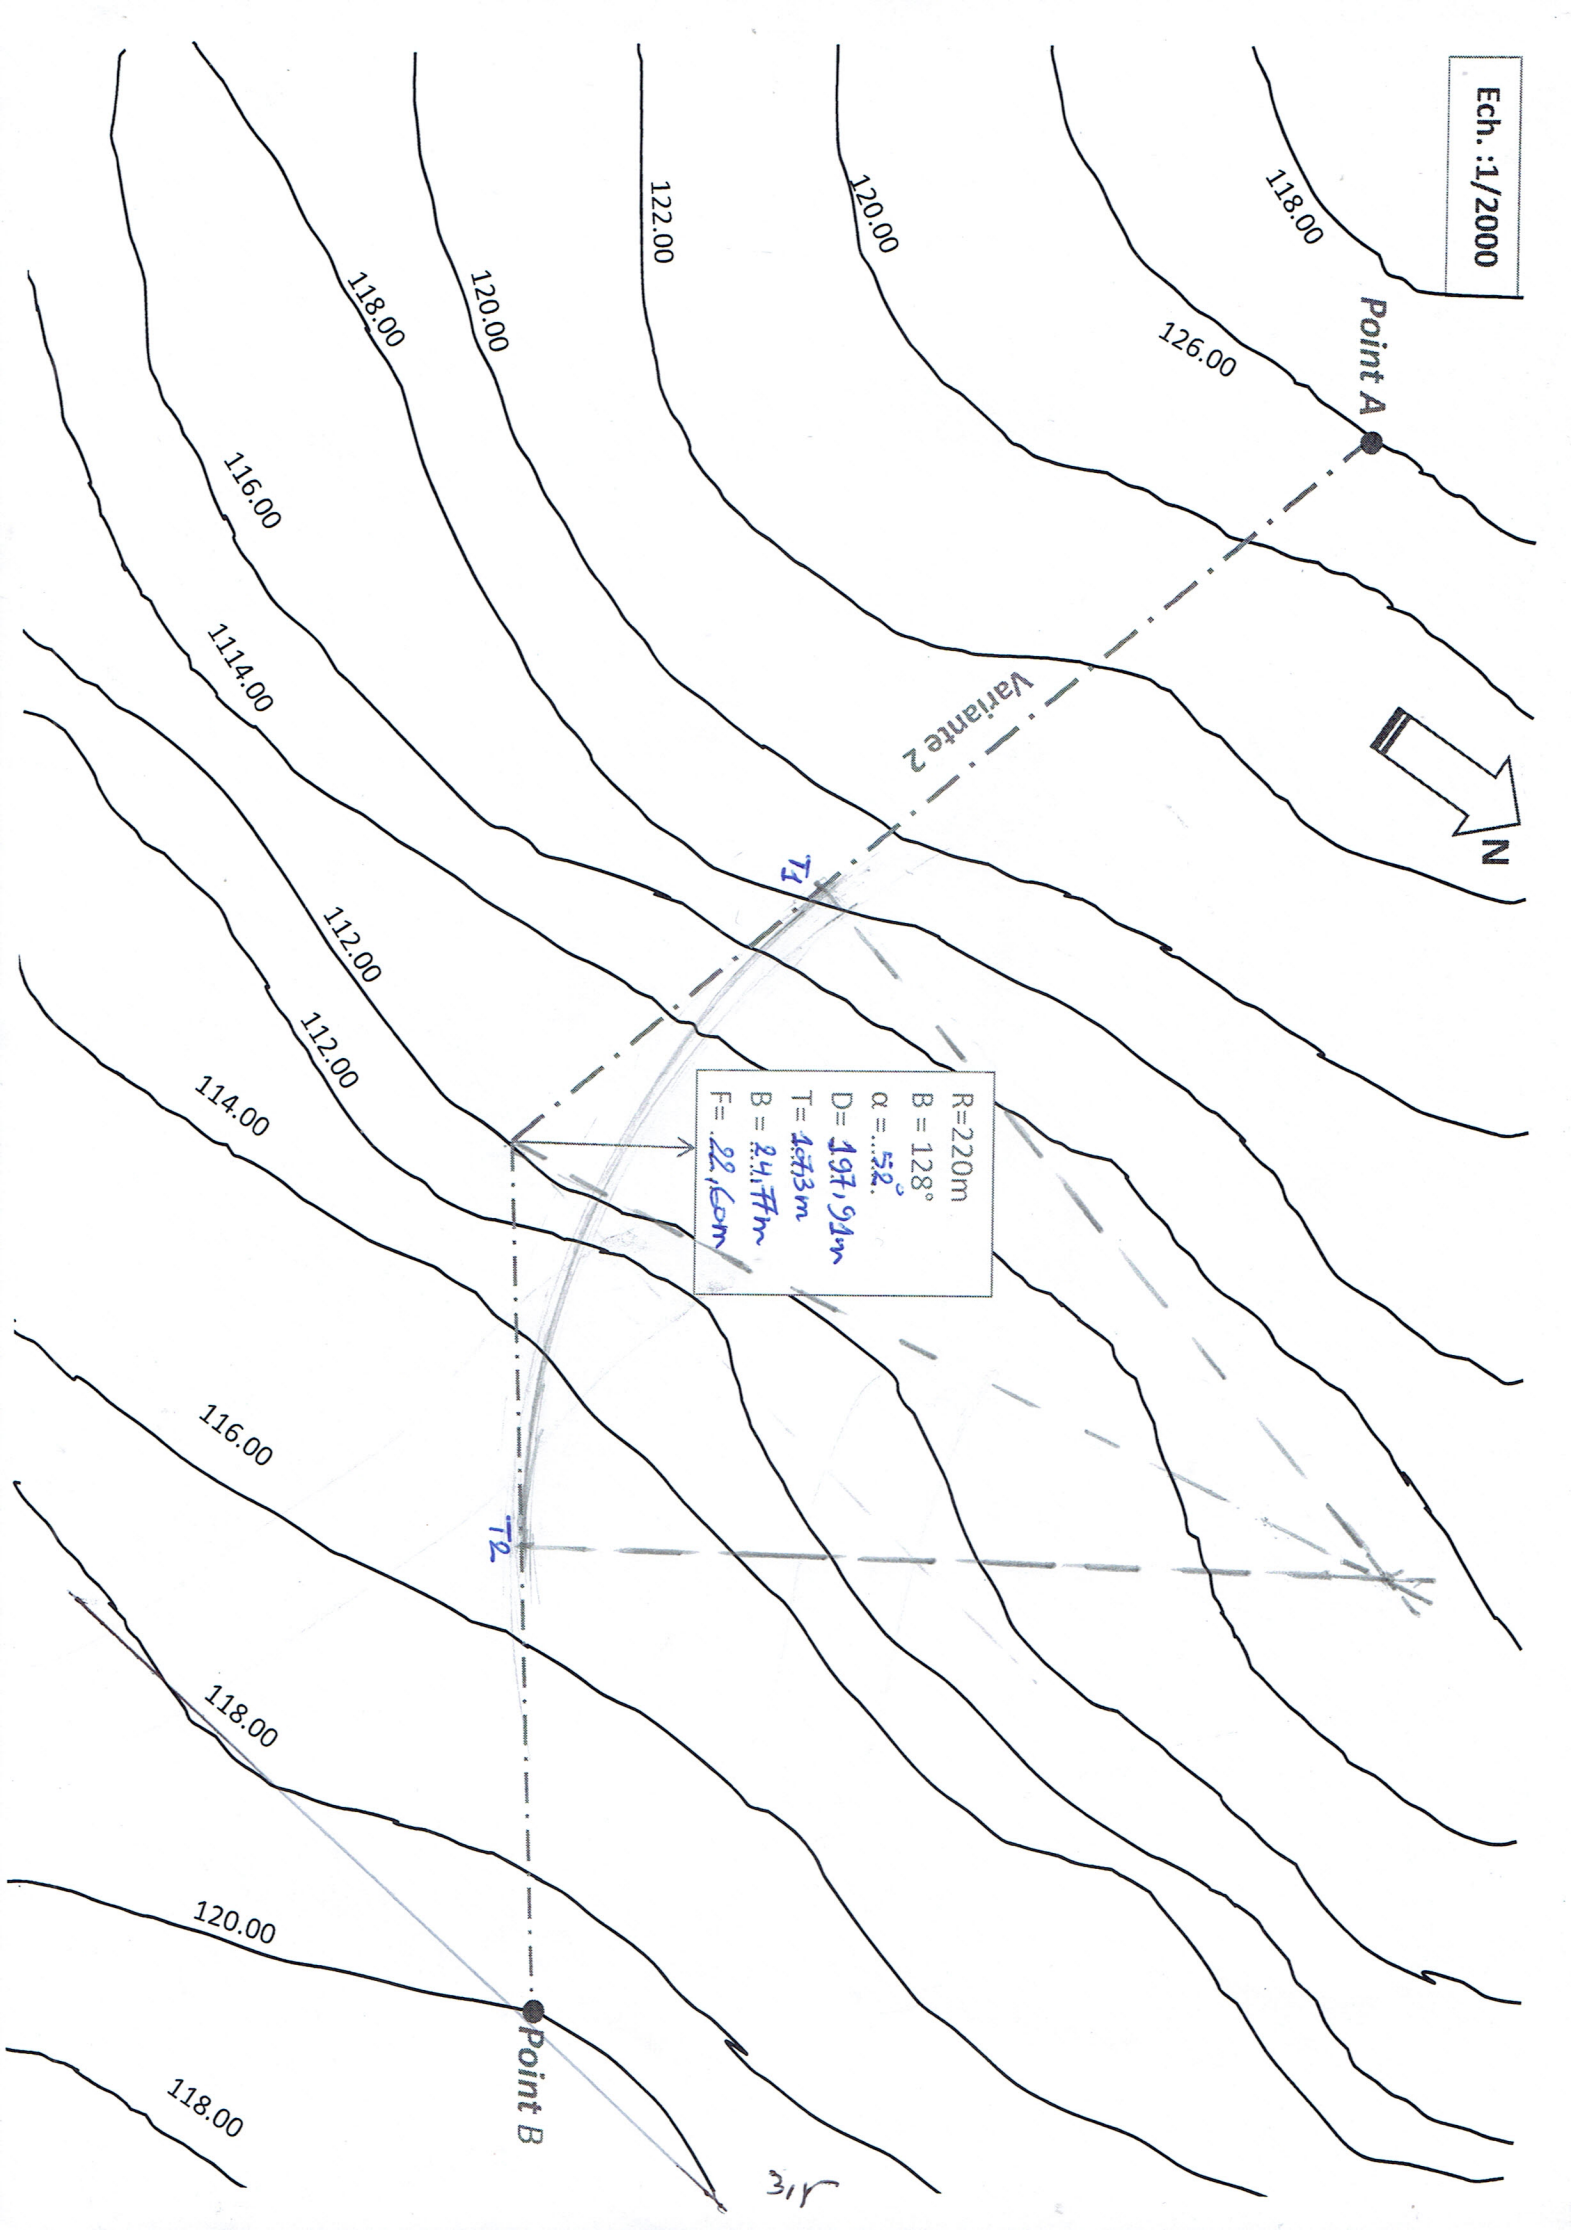 Ech. :1/2000
118.00
Point A
126.00
120.00
122.00
120.00
118.00
116.00
1114.00
N
Variante 2
T1
R=220m
B = 128°
α = 52°
D= 197,91m
T= 107,3m
B = 24,77m
F= 22,60m
112.00
112.00
114.00
T2
116.00
118.00
120.00
Point B
118.00